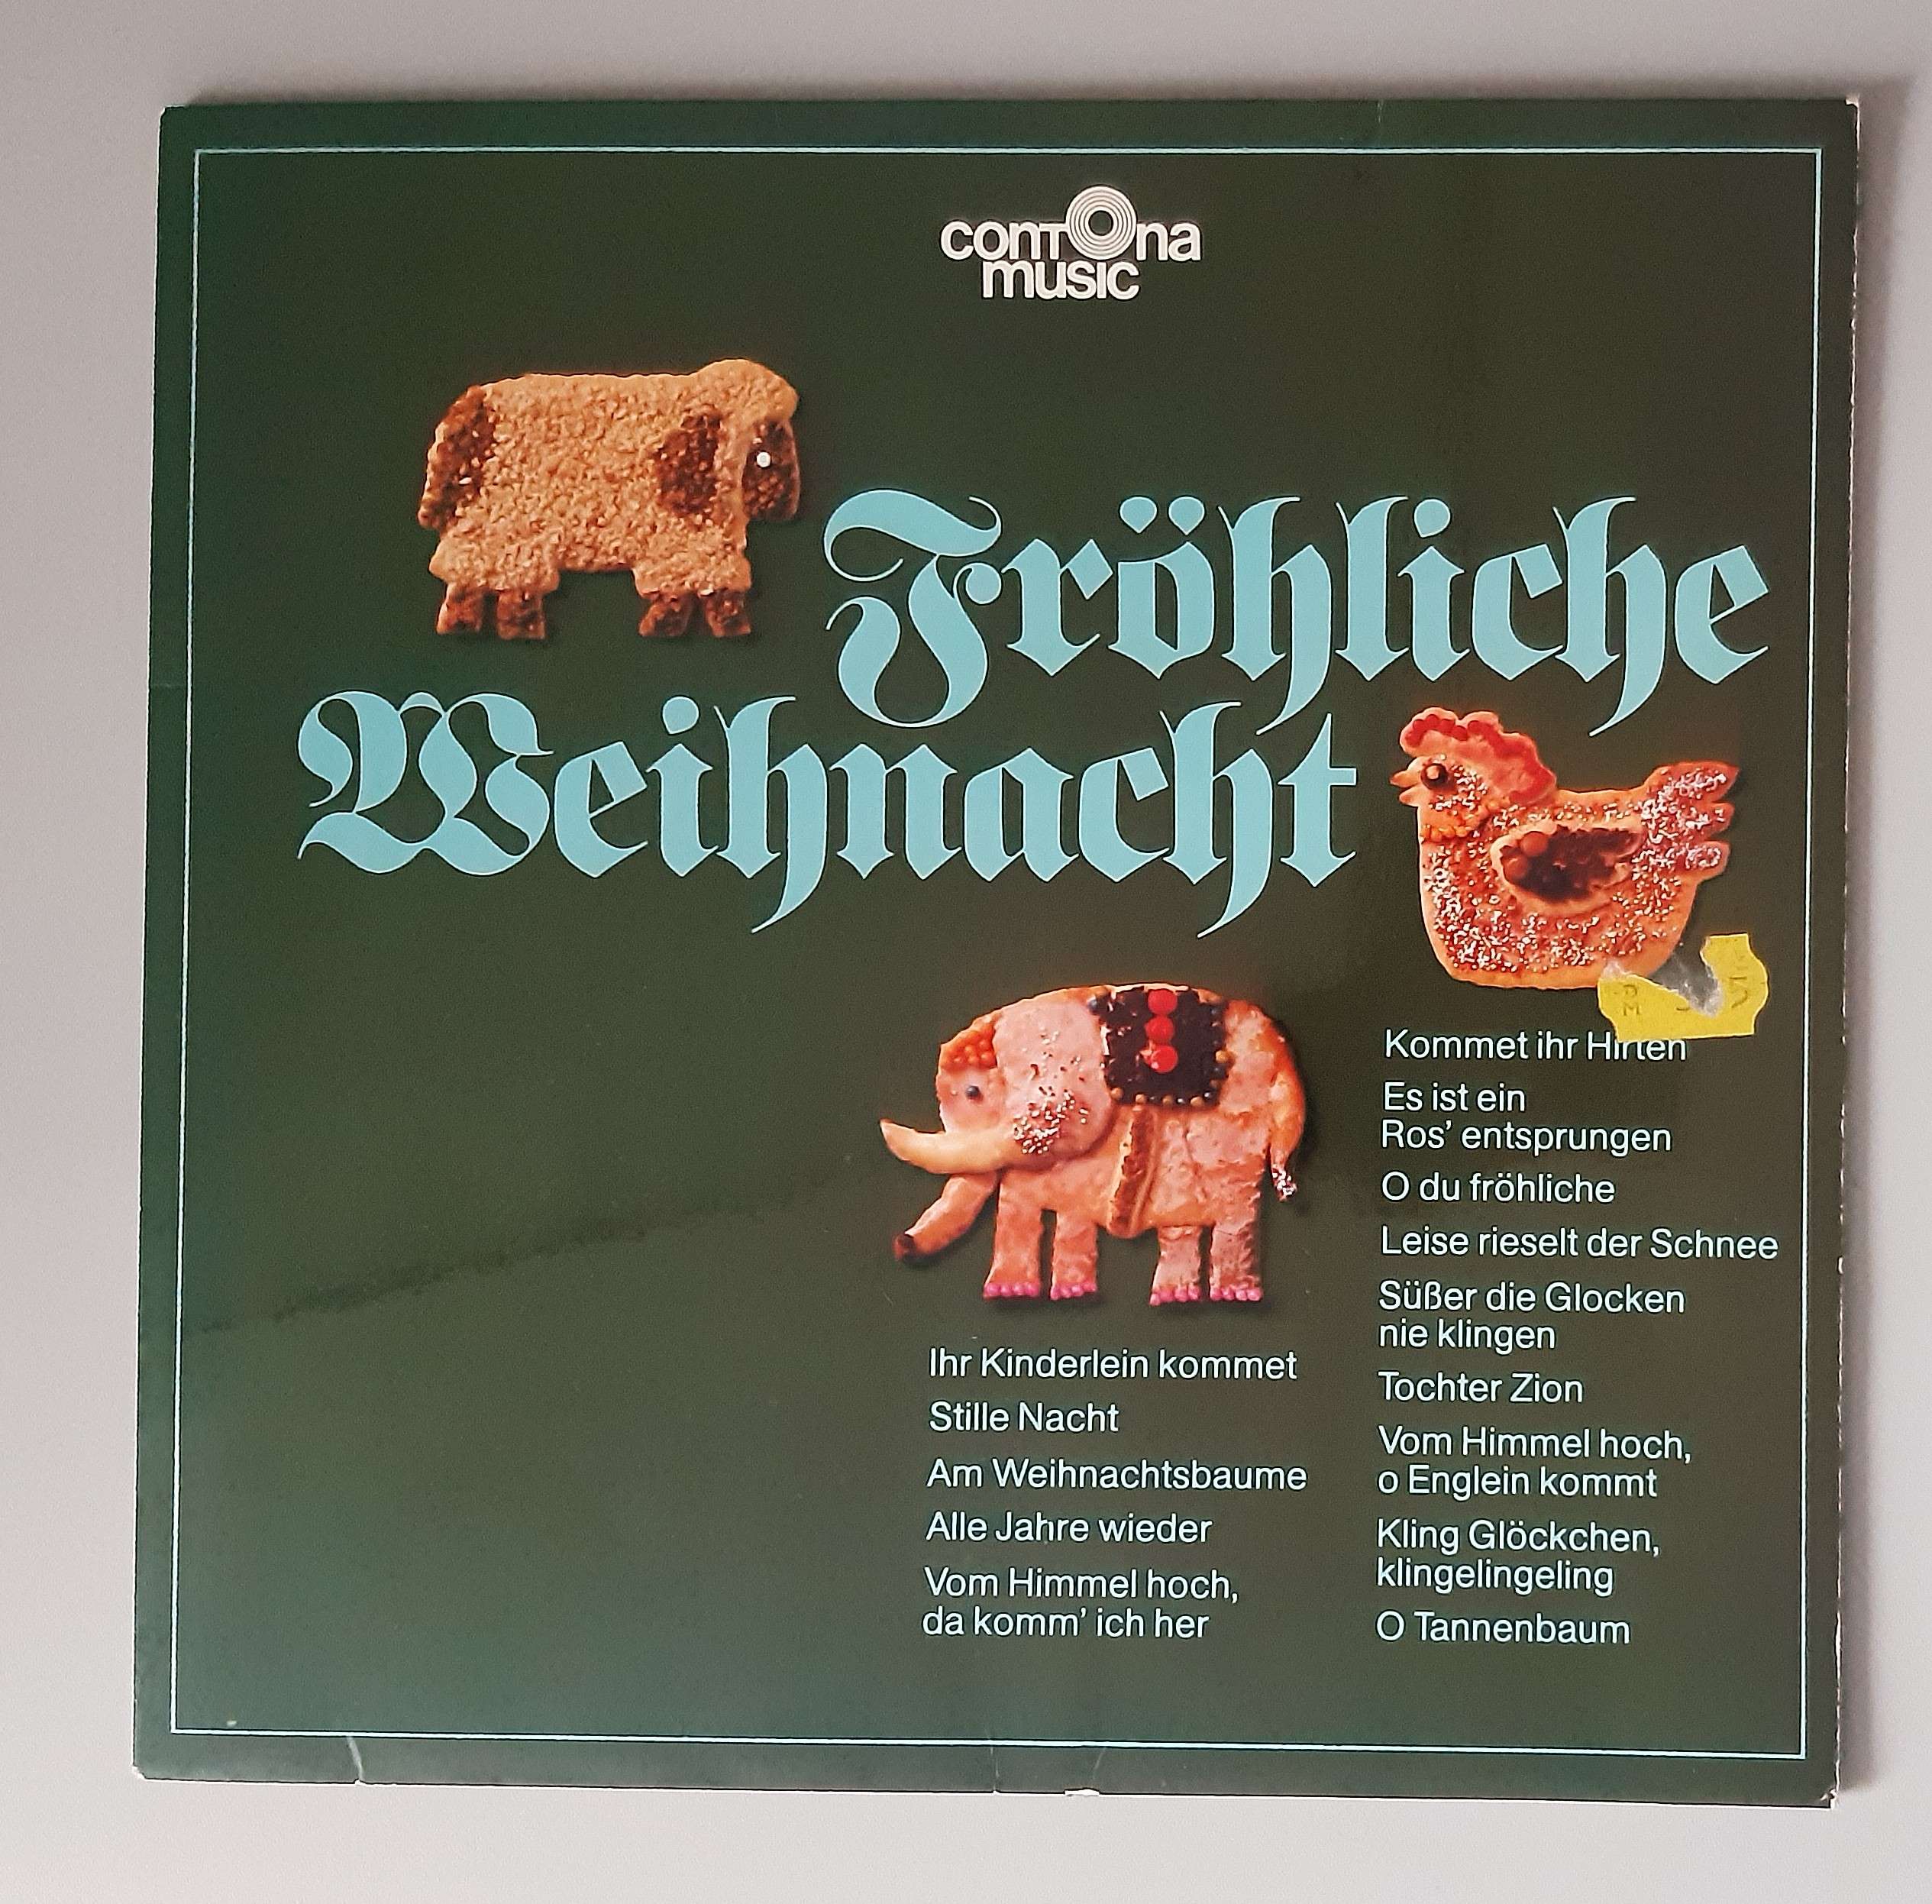 contona
music
Fröhliche
Weihnacht
Ihr Kinderlein kommet
Stille Nacht
Am Weihnachtsbaume
Alle Jahre wieder
Vom Himmel hoch,
da komm' ich her
Kommet ihr Hirten
Es ist ein
Ros' entsprungen
O du fröhliche
Leise rieselt der Schnee
Süßer die Glocken
nie klingen
Tochter Zion
Vom Himmel hoch,
o Englein kommt
Kling Glöckchen,
klingelingeling
O Tannenbaum